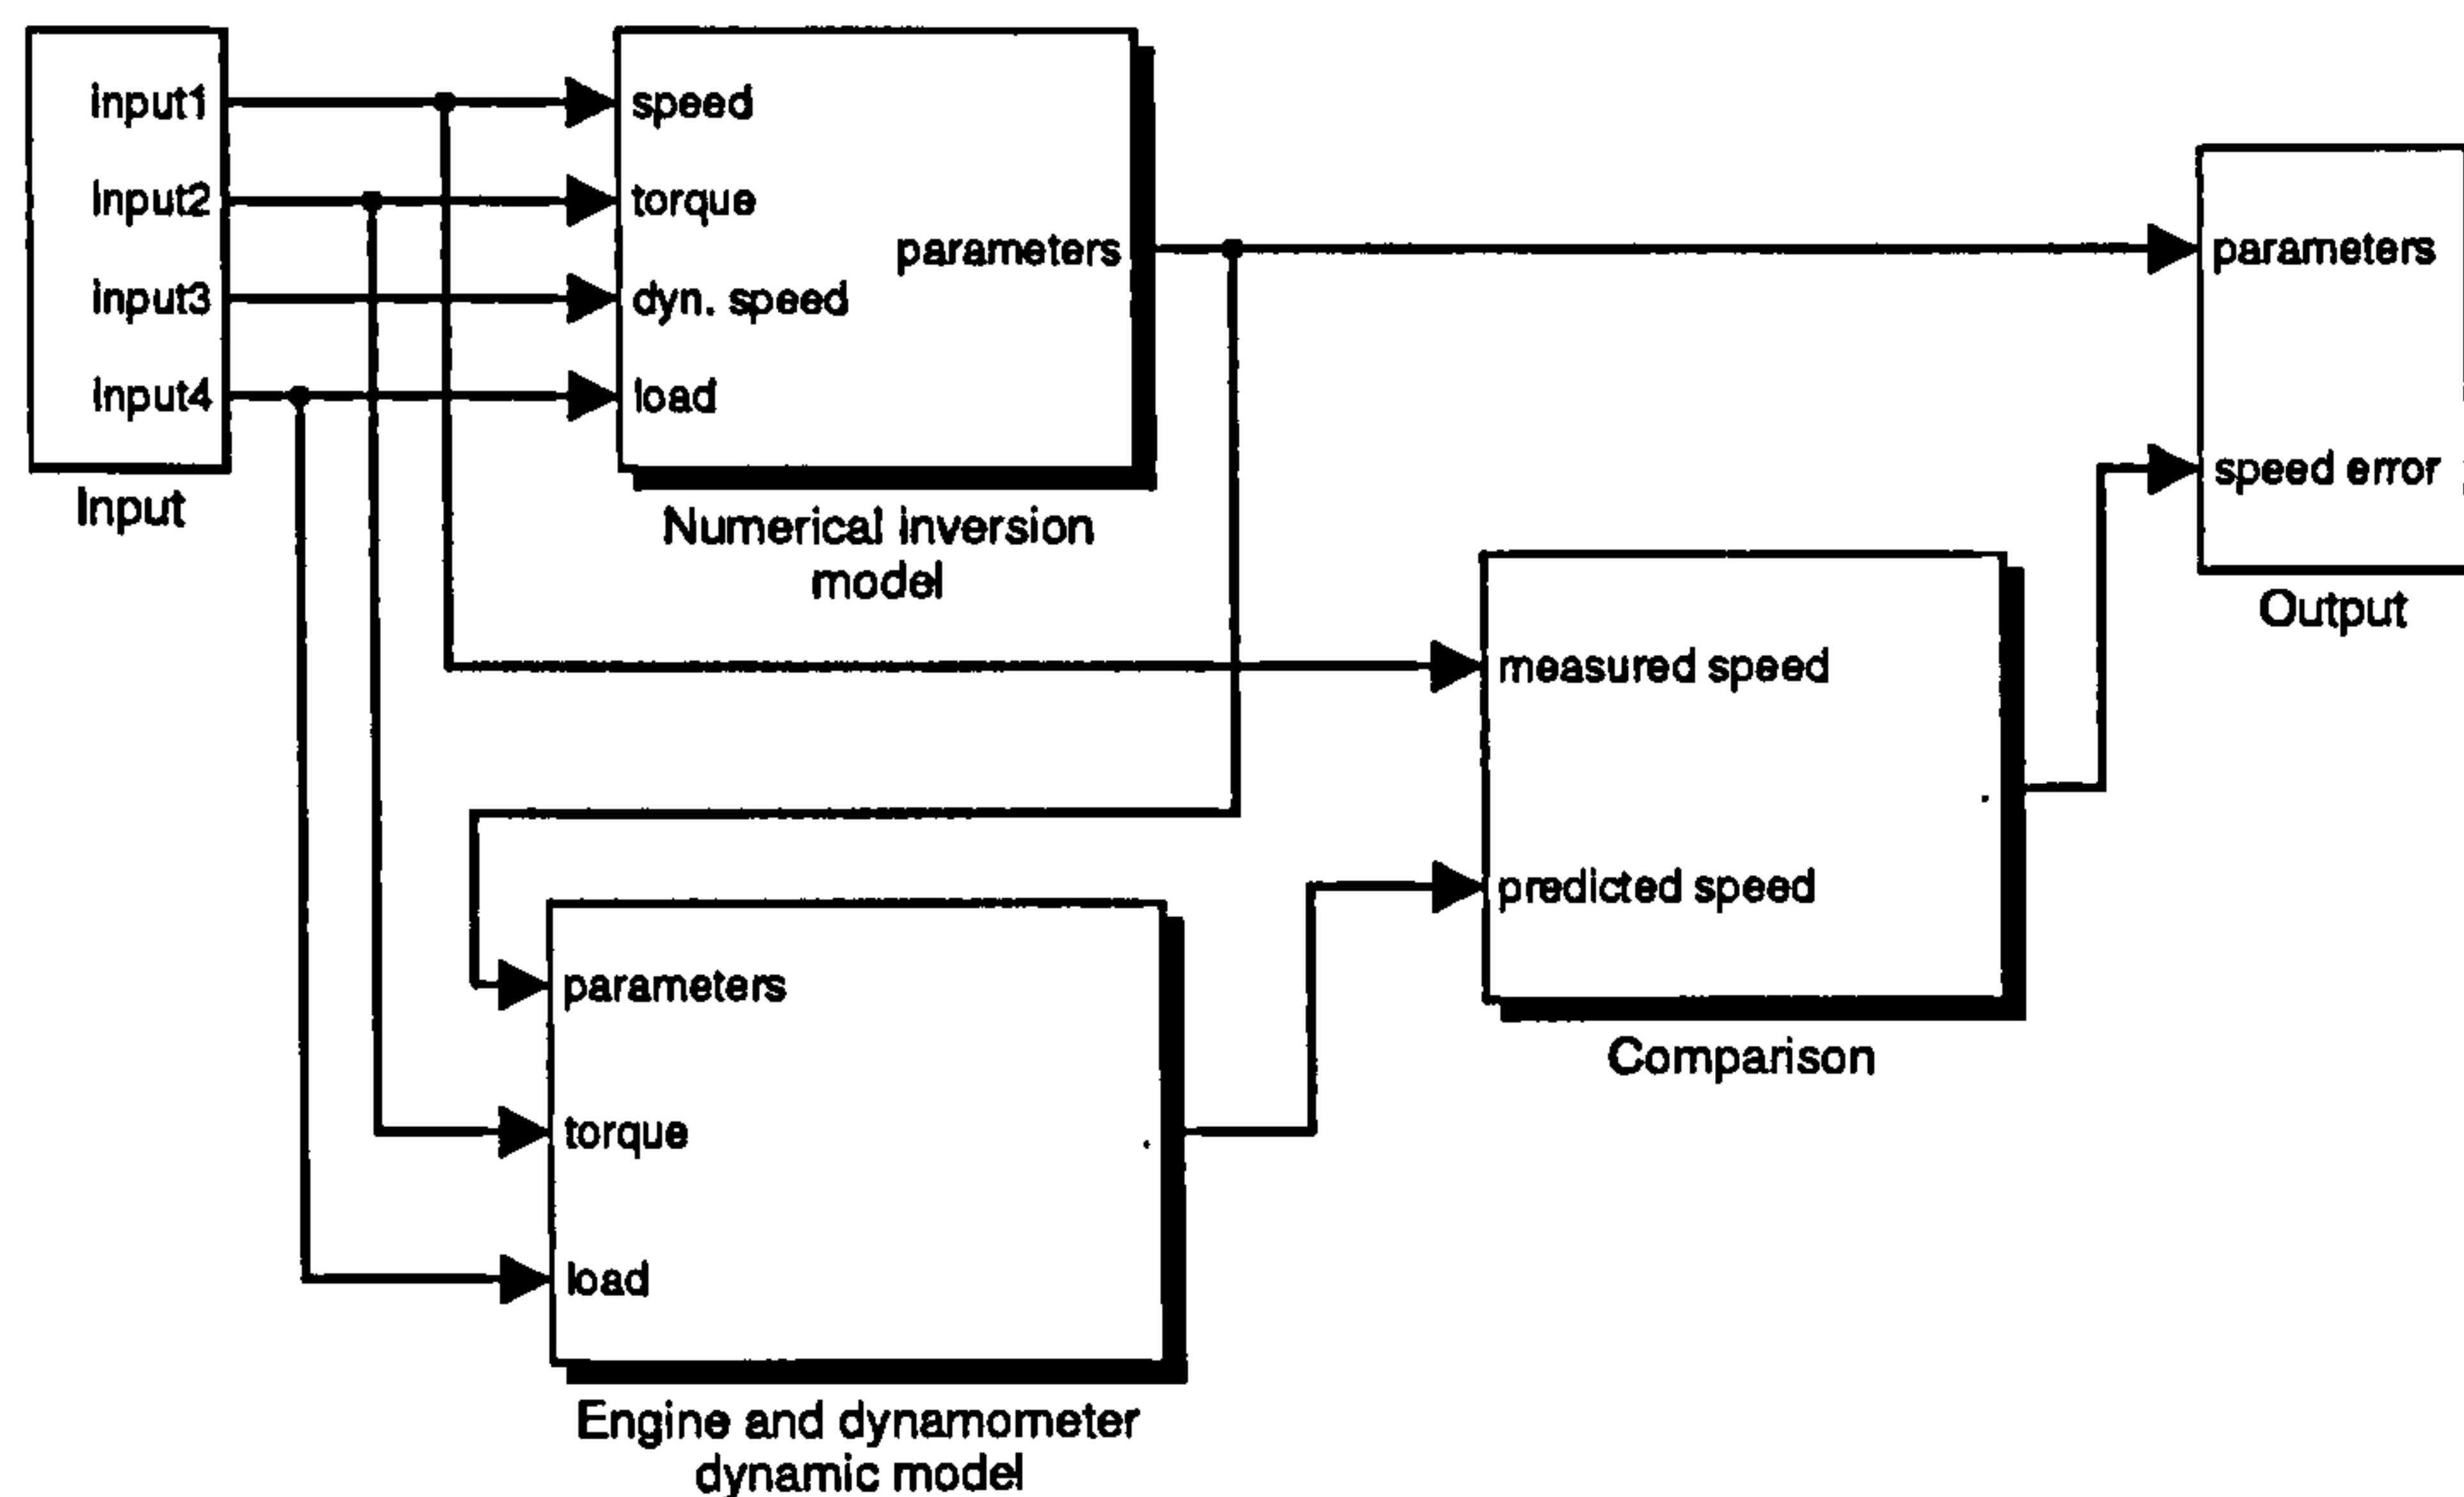 input1
input2
input3
input4
Input
speed
torque
parameters
dyn. speed
load
Numerical inversion
model
parameters
speed error
Output
measured speed
predicted speed
Comparison
parameters
torque
load
Engine and dynamometer
dynamic model